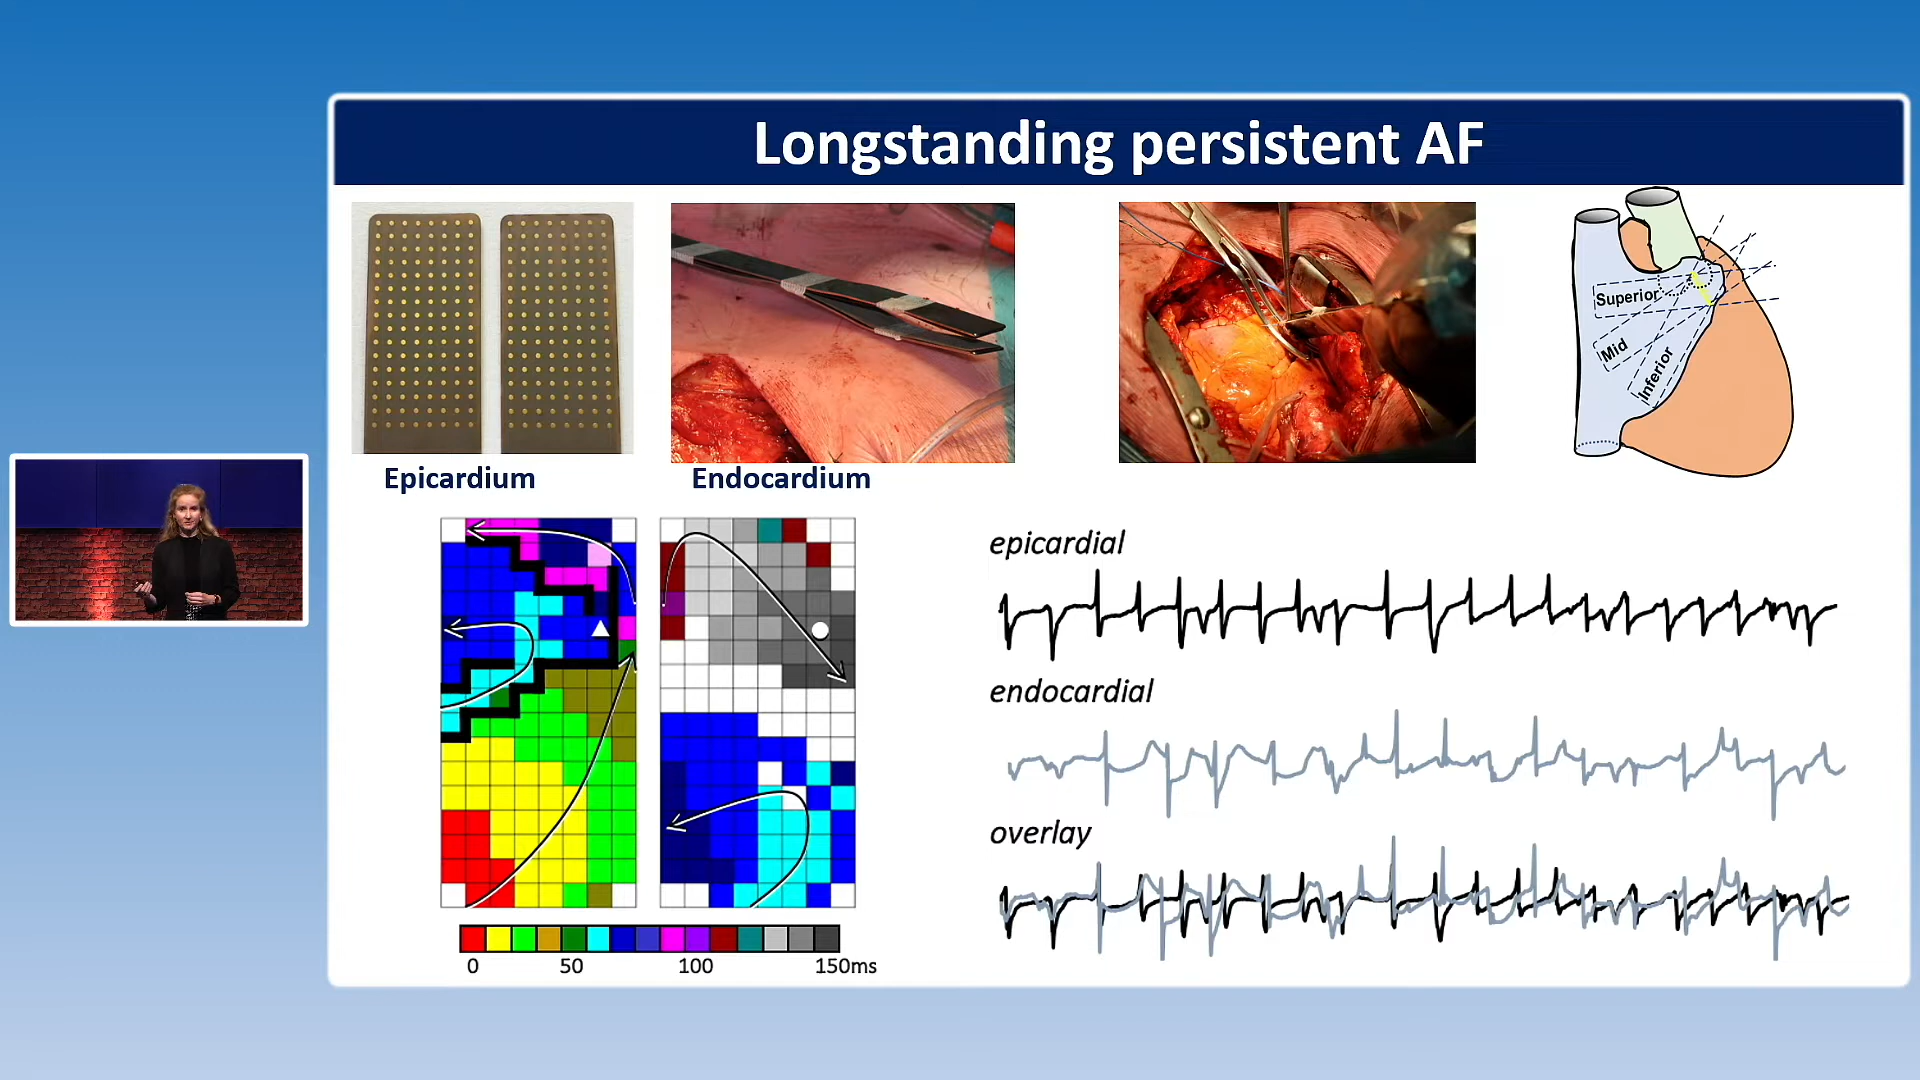 Longstanding persistent AF
Superior
Mid
Inferior
Epicardium
Endocardium
epicardial
endocardial
overlay
0 50 100 150ms